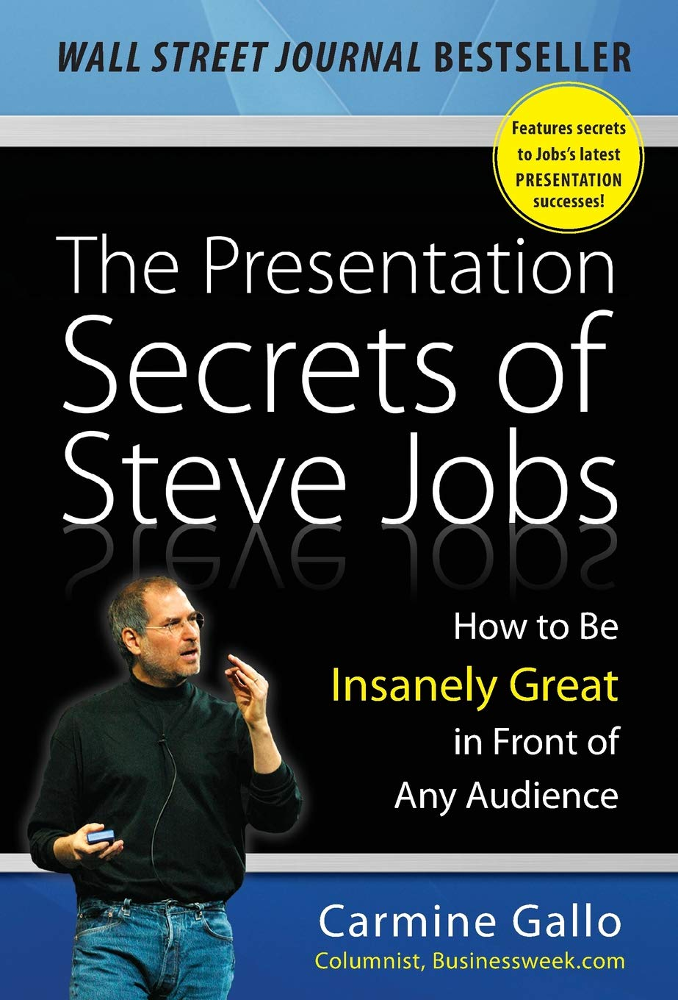 WALL STREET JOURNAL BESTSELLER
Features secrets
to Jobs's latest
PRESENTATION
successes!
The Presentation
Secrets of
Steve Jobs
How to Be
Insanely Great
in Front of
Any Audience
Carmine Gallo
Columnist, Businessweek.com